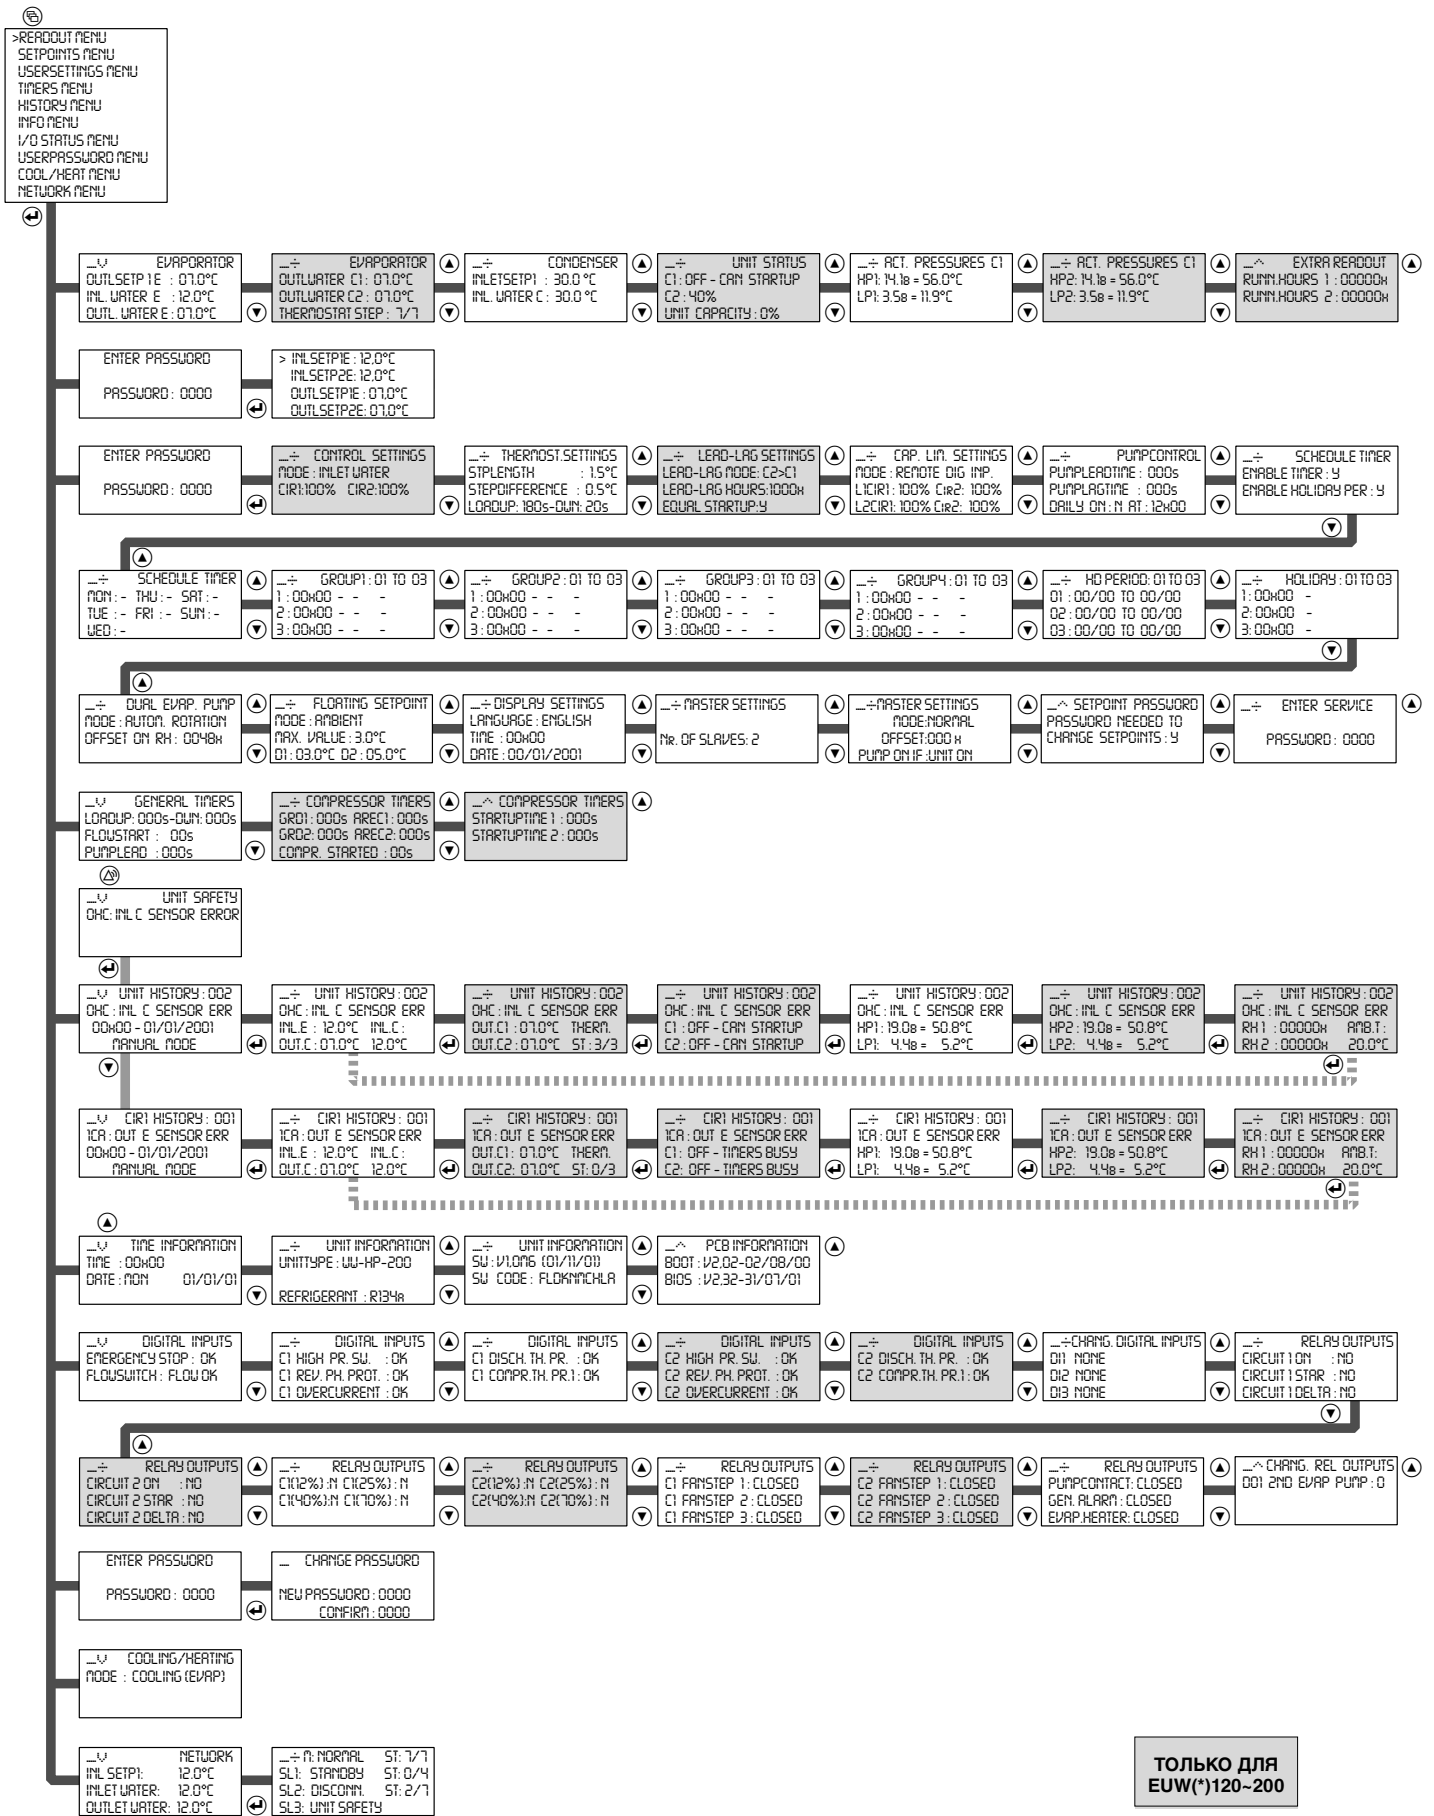 >READOUT MENU
SETPOINTS MENU
USERSETTINGS MENU
TIMERS MENU
HISTORY MENU
INFO MENU
I/O STATUS MENU
USERPASSWORD MENU
COOL/HEAT MENU
NETWORK MENU
_v EVAPORATOR
OUTLSETP 1 E : 07.0°C
INL. WATER E : 12.0°C
OUTL. WATER E : 07.0°C
_÷ EVAPORATOR
OUTLWATER C1: 07.0°C
OUTLWATER C2 : 07.0°C
THERMOSTAT STEP : 7/7
_÷ CONDENSER
INLETSETP1 : 30.0 °C
INL. WATER C : 30.0 °C
_÷ UNIT STATUS
C1 : OFF - CAN STARTUP
C2 : 40%
UNIT CAPACITY : 0%
_÷ ACT. PRESSURES C1
HP1: 14.1B = 56.0°C
LP1: 3.5B = 11.9°C
_÷ ACT. PRESSURES C1
HP2: 14.1B = 56.0°C
LP2: 3.5B = 11.9°C
_^ EXTRA READOUT
RUNN.HOURS 1 : 00000H
RUNN.HOURS 2 : 00000H
ENTER PASSWORD
PASSWORD : 0000
> INLSETP1E : 12,0°C
INLSETP2E: 12,0°C
OUTLSETP1E : 07,0°C
OUTLSETP2E: 07,0°C
ENTER PASSWORD
PASSWORD : 0000
_÷ CONTROL SETTINGS
MODE : INLET WATER
CIR1:100% CIR2:100%
_÷ THERMOST.SETTINGS
STPLENGTH : 1.5°C
STEPDIFFERENCE : 0.5°C
LOADUP: 180s-DWN: 20s
_÷ LEAD-LAG SETTINGS
LEAD-LAG MODE: C2>C1
LEAD-LAG HOURS:1000H
EQUAL STARTUP:Y
_÷ CAP. LIM. SETTINGS
MODE : REMOTE DIG INP.
L1CIR1 : 100% CIR2: 100%
L2CIR1: 100% CIR2: 100%
_÷ PUMPCONTROL
PUMPLEADTIME : 000s
PUMPLAGTIME : 000s
DAILY ON : N AT : 12H00
_÷ SCHEDULE TIMER
ENABLE TIMER : Y
ENABLE HOLIDAY PER : Y
_÷ SCHEDULE TIMER
MON : - THU : - SAT : -
TUE : - FRI : - SUN : -
WED : -
_÷ GROUP1 : 01 TO 03
1 : 00H00 - - -
2 : 00H00 - - -
3 : 00H00 - - -
_÷ GROUP2 : 01 TO 03
1 : 00H00 - - -
2 : 00H00 - - -
3 : 00H00 - - -
_÷ GROUP3 : 01 TO 03
1 : 00H00 - - -
2 : 00H00 - - -
3 : 00H00 - - -
_÷ GROUP4 : 01 TO 03
1 : 00H00 - - -
2 : 00H00 - - -
3 : 00H00 - - -
_÷ HD PERIOD: 01 TO 03
01 : 00/00 TO 00/00
02 : 00/00 TO 00/00
03 : 00/00 TO 00/00
_÷ HOLIDAY : 01 TO 03
1: 00H00 -
2: 00H00 -
3: 00H00 -
_÷ DUAL EVAP. PUMP
MODE : AUTOM. ROTATION
OFFSET ON RH : 0048H
_÷ FLOATING SETPOINT
MODE : AMBIENT
MAX. VALUE : 3.0°C
01 : 03.0°C 02 : 05.0°C
_÷ DISPLAY SETTINGS
LANGUAGE : ENGLISH
TIME : 00H00
DATE : 00/01/2001
_÷ MASTER SETTINGS
NR. OF SLAVES: 2
_÷MASTER SETTINGS
MODE:NORMAL
OFFSET:000 H
PUMP ON IF :UNIT ON
_^ SETPOINT PASSWORD
PASSWORD NEEDED TO
CHANGE SETPOINTS : Y
_÷ ENTER SERVICE
PASSWORD : 0000
_v GENERAL TIMERS
LOADUP: 000s-DWN: 000s
FLOWSTART : 00s
PUMPLEAD : 000s
_÷ COMPRESSOR TIMERS
GRD1 : 000s AREC1 : 000s
GRD2: 000s AREC2: 000s
COMPR. STARTED : 00s
_^ COMPRESSOR TIMERS
STARTUPTIME 1 : 000s
STARTUPTIME 2 : 000s
_v UNIT SAFETY
0HC: INL C SENSOR ERROR
_v UNIT HISTORY : 002
0HC : INL C SENSOR ERR
00H00 - 01/01/2001
MANUAL MODE
_÷ UNIT HISTORY : 002
0HC : INL C SENSOR ERR
INL.E : 12.0°C INL.C :
OUT.C : 07.0°C 12.0°C
_÷ UNIT HISTORY : 002
0HC : INL C SENSOR ERR
OUT.C1 : 07.0°C THERM.
OUT.C2 : 07.0°C ST : 3/3
_÷ UNIT HISTORY : 002
0HC : INL C SENSOR ERR
C1 : OFF - CAN STARTUP
C2 : OFF - CAN STARTUP
_÷ UNIT HISTORY : 002
0HC : INL C SENSOR ERR
HP1 : 19.0B = 50.8°C
LP1: 4.4B = 5.2°C
_÷ UNIT HISTORY : 002
0HC : INL C SENSOR ERR
HP2 : 19.0B = 50.8°C
LP2: 4.4B = 5.2°C
_÷ UNIT HISTORY : 002
0HC : INL C SENSOR ERR
RH 1 : 00000H AMB.T :
RH 2 : 00000H 20.0°C
_v CIR1 HISTORY : 001
1CA : OUT E SENSOR ERR
00H00 - 01/01/2001
MANUAL MODE
_÷ CIR1 HISTORY : 001
1CA : OUT E SENSOR ERR
INL.E : 12.0°C INL.C :
OUT.C : 07.0°C 12.0°C
_÷ CIR1 HISTORY : 001
1CA : OUT E SENSOR ERR
OUT.C1 : 07.0°C THERM.
OUT.C2: 07.0°C ST: 0/3
_÷ CIR1 HISTORY : 001
1CA : OUT E SENSOR ERR
C1 : OFF - TIMERS BUSY
C2: OFF - TIMERS BUSY
_÷ CIR1 HISTORY : 001
1CA : OUT E SENSOR ERR
HP1: 19.0B = 50.8°C
LP1: 4.4B = 5.2°C
_÷ CIR1 HISTORY : 001
1CA : OUT E SENSOR ERR
HP2: 19.0B = 50.8°C
LP2: 4.4B = 5.2°C
_÷ CIR1 HISTORY : 001
1CA : OUT E SENSOR ERR
RH 1 : 00000H AMB.T:
RH 2 : 00000H 20.0°C
_v TIME INFORMATION
TIME : 00H00
DATE : MON 01/01/01
_÷ UNIT INFORMATION
UNITTYPE : WW-HP-200
REFRIGERANT : R134A
_÷ UNIT INFORMATION
SW : V1.0M6 (01/11/01)
SW CODE : FLDKNMCHLA
_^ PCB INFORMATION
BOOT : V2,02-02/08/00
BIOS : V2,32-31/07/01
_v DIGITAL INPUTS
EMERGENCY STOP : OK
FLOWSWITCH : FLOW OK
_÷ DIGITAL INPUTS
C1 HIGH PR. SW. : OK
C1 REV. PH. PROT. : OK
C1 OVERCURRENT : OK
_÷ DIGITAL INPUTS
C1 DISCH. TH. PR. : OK
C1 COMPR.TH. PR.1 : OK
_÷ DIGITAL INPUTS
C2 HIGH PR. SW. : OK
C2 REV. PH. PROT. : OK
C2 OVERCURRENT : OK
_÷ DIGITAL INPUTS
C2 DISCH. TH. PR. : OK
C2 COMPR.TH. PR.1 : OK
_÷CHANG. DIGITAL INPUTS
DI1 NONE
DI2 NONE
DI3 NONE
_÷ RELAY OUTPUTS
CIRCUIT 1 ON : NO
CIRCUIT 1 STAR : NO
CIRCUIT 1 DELTA : NO
_÷ RELAY OUTPUTS
CIRCUIT 2 ON : NO
CIRCUIT 2 STAR : NO
CIRCUIT 2 DELTA : NO
_÷ RELAY OUTPUTS
C1(12%):N C1(25%) : N
C1(40%):N C1(70%) : N
_÷ RELAY OUTPUTS
C2(12%):N C2(25%) : N
C2(40%):N C2(70%) : N
_÷ RELAY OUTPUTS
C1 FANSTEP 1 : CLOSED
C1 FANSTEP 2 : CLOSED
C1 FANSTEP 3 : CLOSED
_÷ RELAY OUTPUTS
C2 FANSTEP 1 : CLOSED
C2 FANSTEP 2 : CLOSED
C2 FANSTEP 3 : CLOSED
_÷ RELAY OUTPUTS
PUMPCONTACT: CLOSED
GEN. ALARM : CLOSED
EVAP.HEATER: CLOSED
_^CHANG. REL OUTPUTS
DO1 2ND EVAP PUMP : O
ENTER PASSWORD
PASSWORD : 0000
_ CHANGE PASSWORD
NEW PASSWORD : 0000
CONFIRM : 0000
_v COOLING/HEATING
MODE : COOLING (EVAP)
_v NETWORK
INL SETP1: 12.0°C
INLET WATER: 12.0°C
OUTLET WATER: 12.0°C
_÷ M: NORMAL ST: 7/7
SL1: STANDBY ST: 0/4
SL2: DISCONN. ST: 2/7
SL3: UNIT SAFETY
ТОЛЬКО ДЛЯ
EUW(*)120~200